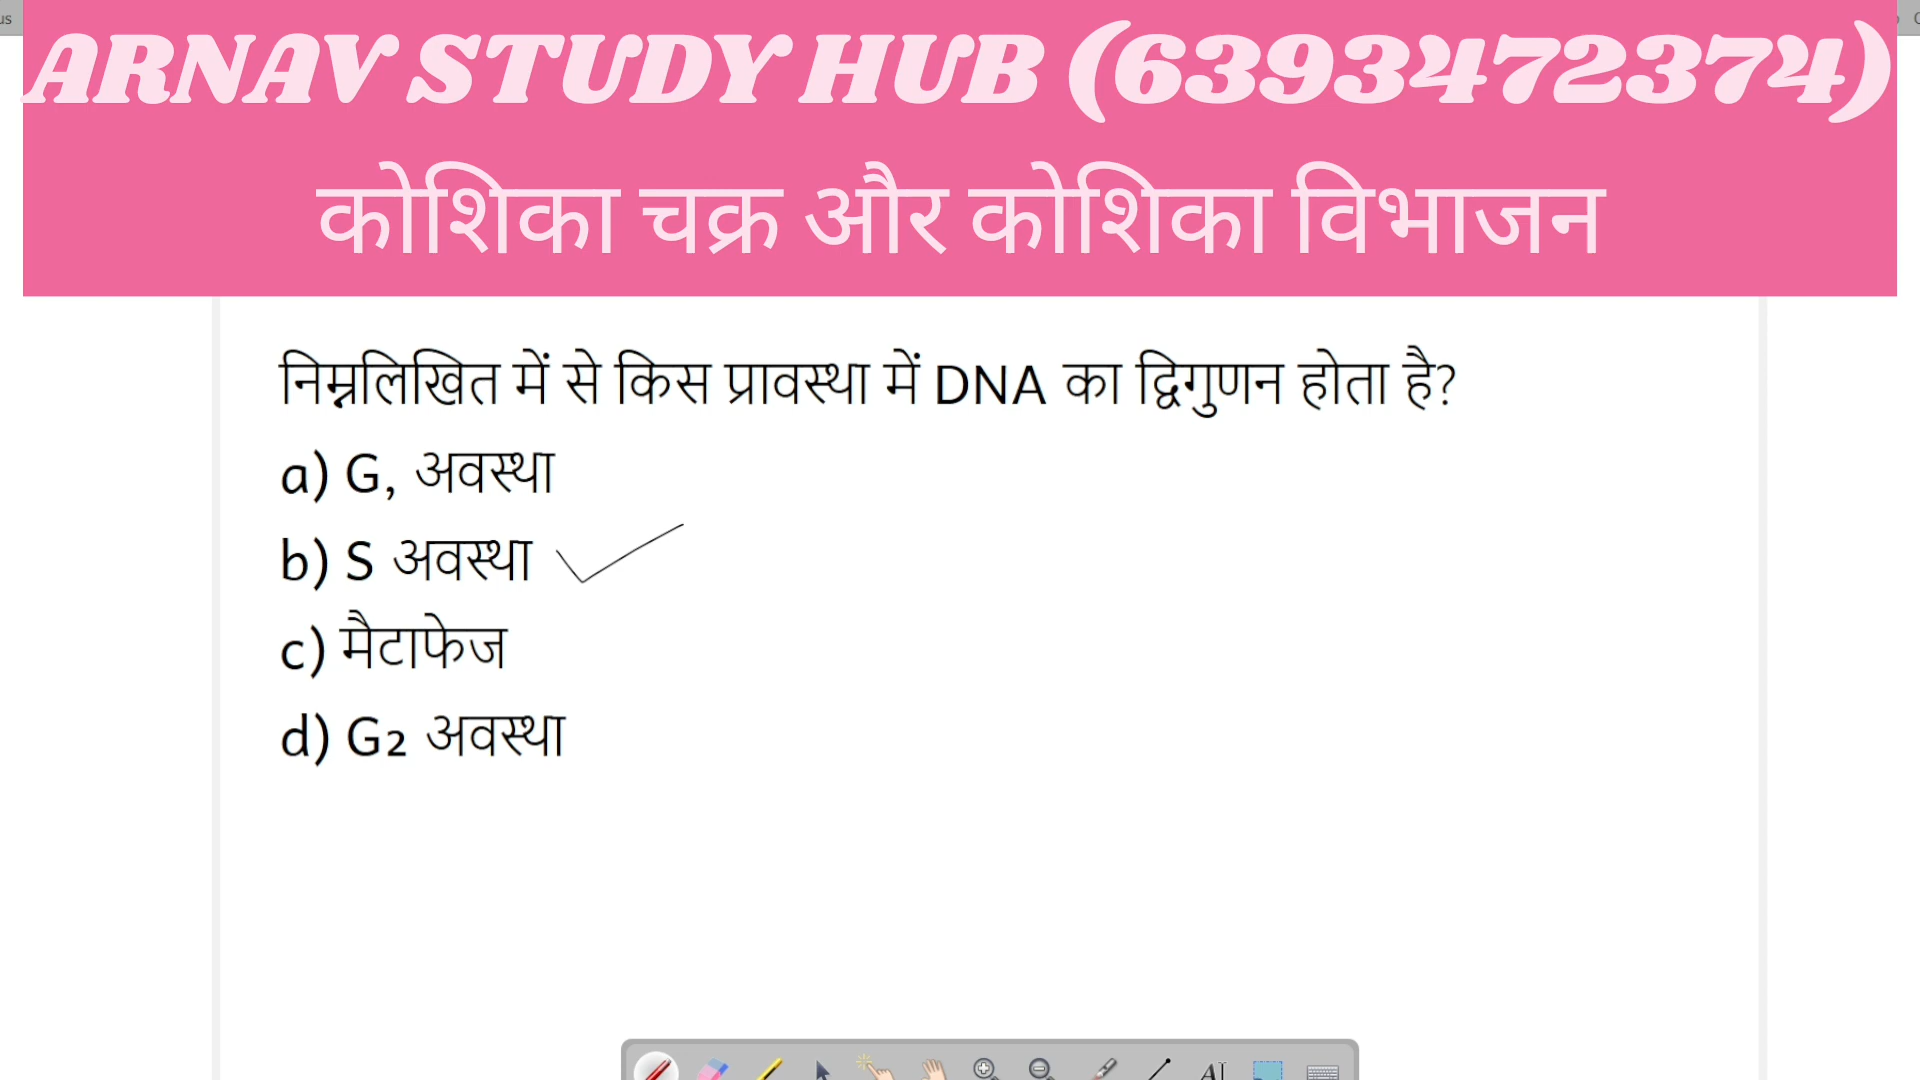 ARNAV STUDY HUB (6393472374)
कोशिका चक्र और कोशिका विभाजन
निम्नलिखित में से किस प्रावस्था में DNA का द्विगुणन होता है?
a) G, अवस्था
b) S अवस्था
c) मैटाफेज
d) G₂ अवस्था